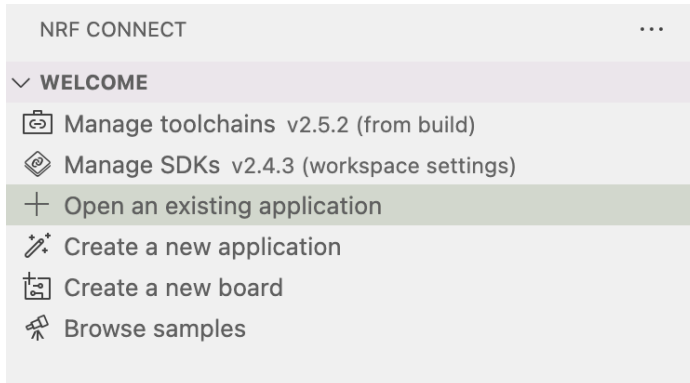 NRF CONNECT
WELCOME
Manage toolchains v2.5.2 (from build)
Manage SDKs v2.4.3 (workspace settings)
Open an existing application
Create a new application
Create a new board
Browse samples